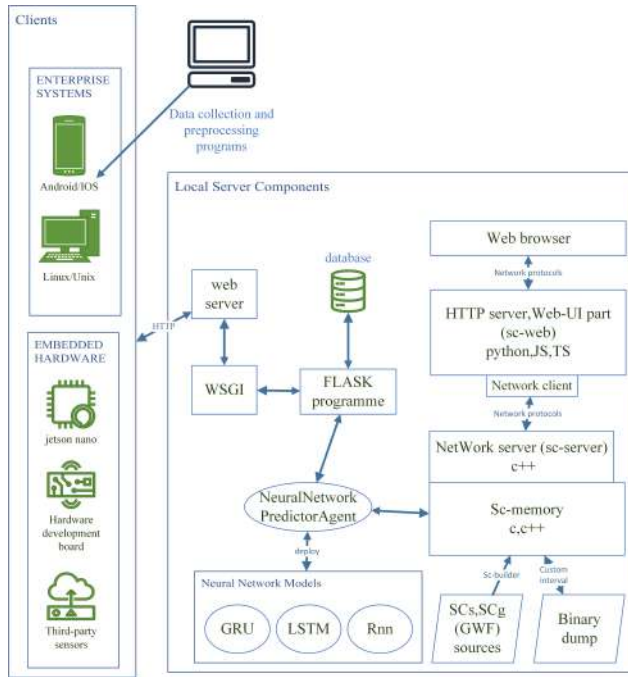 Clients
ENTERPRISE
SYSTEMS
Android/IOS
Linux/Unix
Data collection and
preprocessing
programs
EMBEDDED
HARDWARE
jetson nano
Hardware
development
board
Third-party
sensors
HTTP
Local Server Components
web
server
WSGI
database
FLASK
programme
NeuralNetwork
PredictorAgent
deploy
Neural Network Models
GRU
LSTM
Rnn
Web browser
Network protocols
HTTP server,Web-UI part
(sc-web)
python,JS,TS
Network client
Network protocols
NetWork server (sc-server)
c++
Sc-memory
c,c++
Sc-builder
Custom
interval
SCs,SCg
(GWF)
sources
Binary
dump